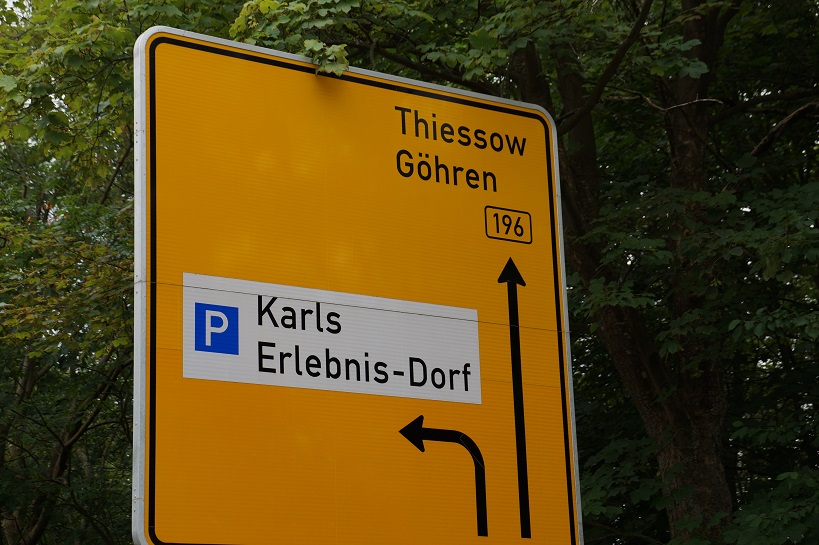 Thiessow
Göhren
196
P Karls
Erlebnis-Dorf